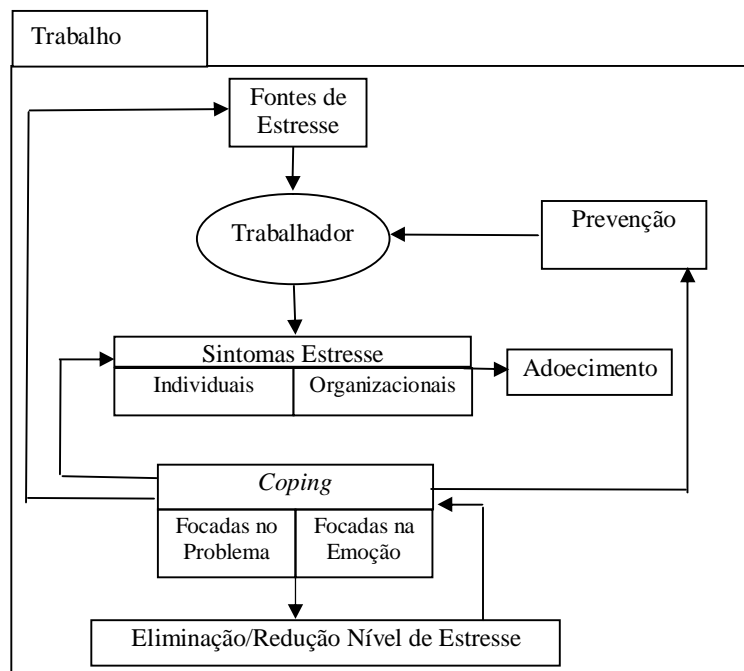 Trabalho
Fontes de
Estresse
Trabalhador
Prevenção
Sintomas Estresse
Individuais
Organizacionais
Adoecimento
Coping
Focadas no
Problema
Focadas na
Emoção
Eliminação/Redução Nível de Estresse